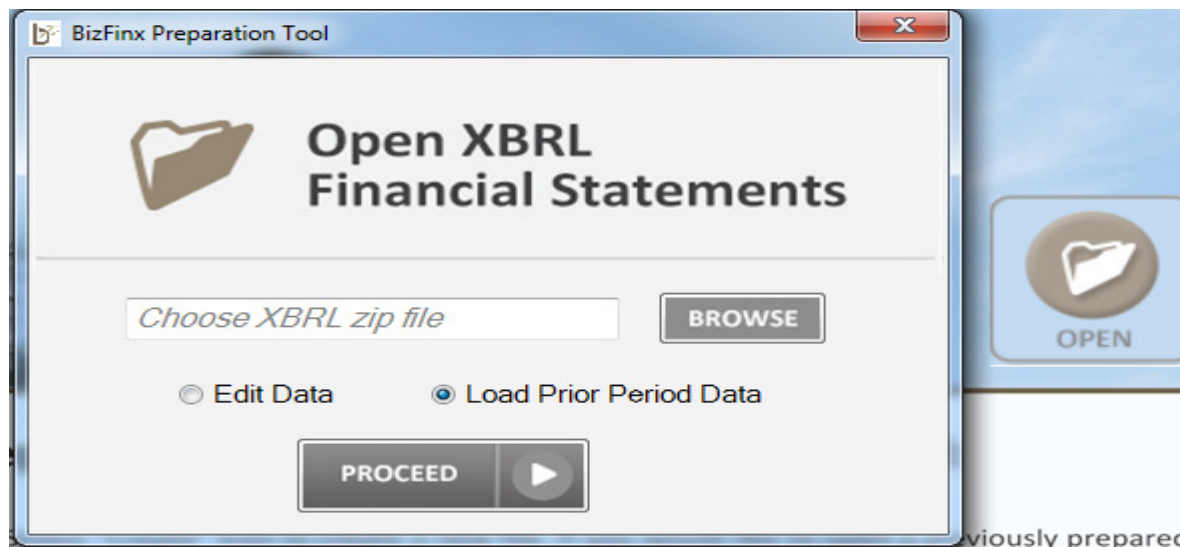 BizFinx Preparation Tool
Open XBRL
Financial Statements
Choose XBRL zip file
BROWSE
Edit Data
Load Prior Period Data
PROCEED
OPEN
prepared